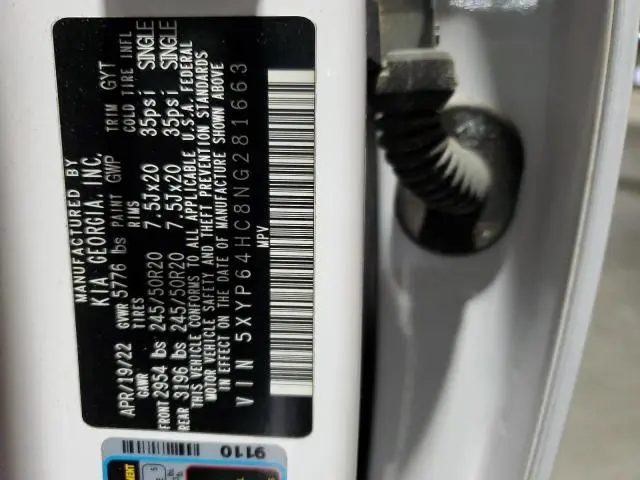 MANUFACTURED BY
KIA GEORGIA, INC.
APR/19/22 GVWR 5776 lbs PAINT GWP TRIM GYT
GAWR TIRES RIMS COLD TIRE INFL
FRONT 2954 lbs 245/50R20 7.5Jx20 35psi SINGLE
REAR 3196 lbs 245/50R20 7.5Jx20 35psi SINGLE
THIS VEHICLE CONFORMS TO ALL APPLICABLE U.S.A. FEDERAL
MOTOR VEHICLE SAFETY AND THEFT PREVENTION STANDARDS
IN EFFECT ON THE DATE OF MANUFACTURE SHOWN ABOVE
VIN 5XYP64HC8NG281663
MPV
9110